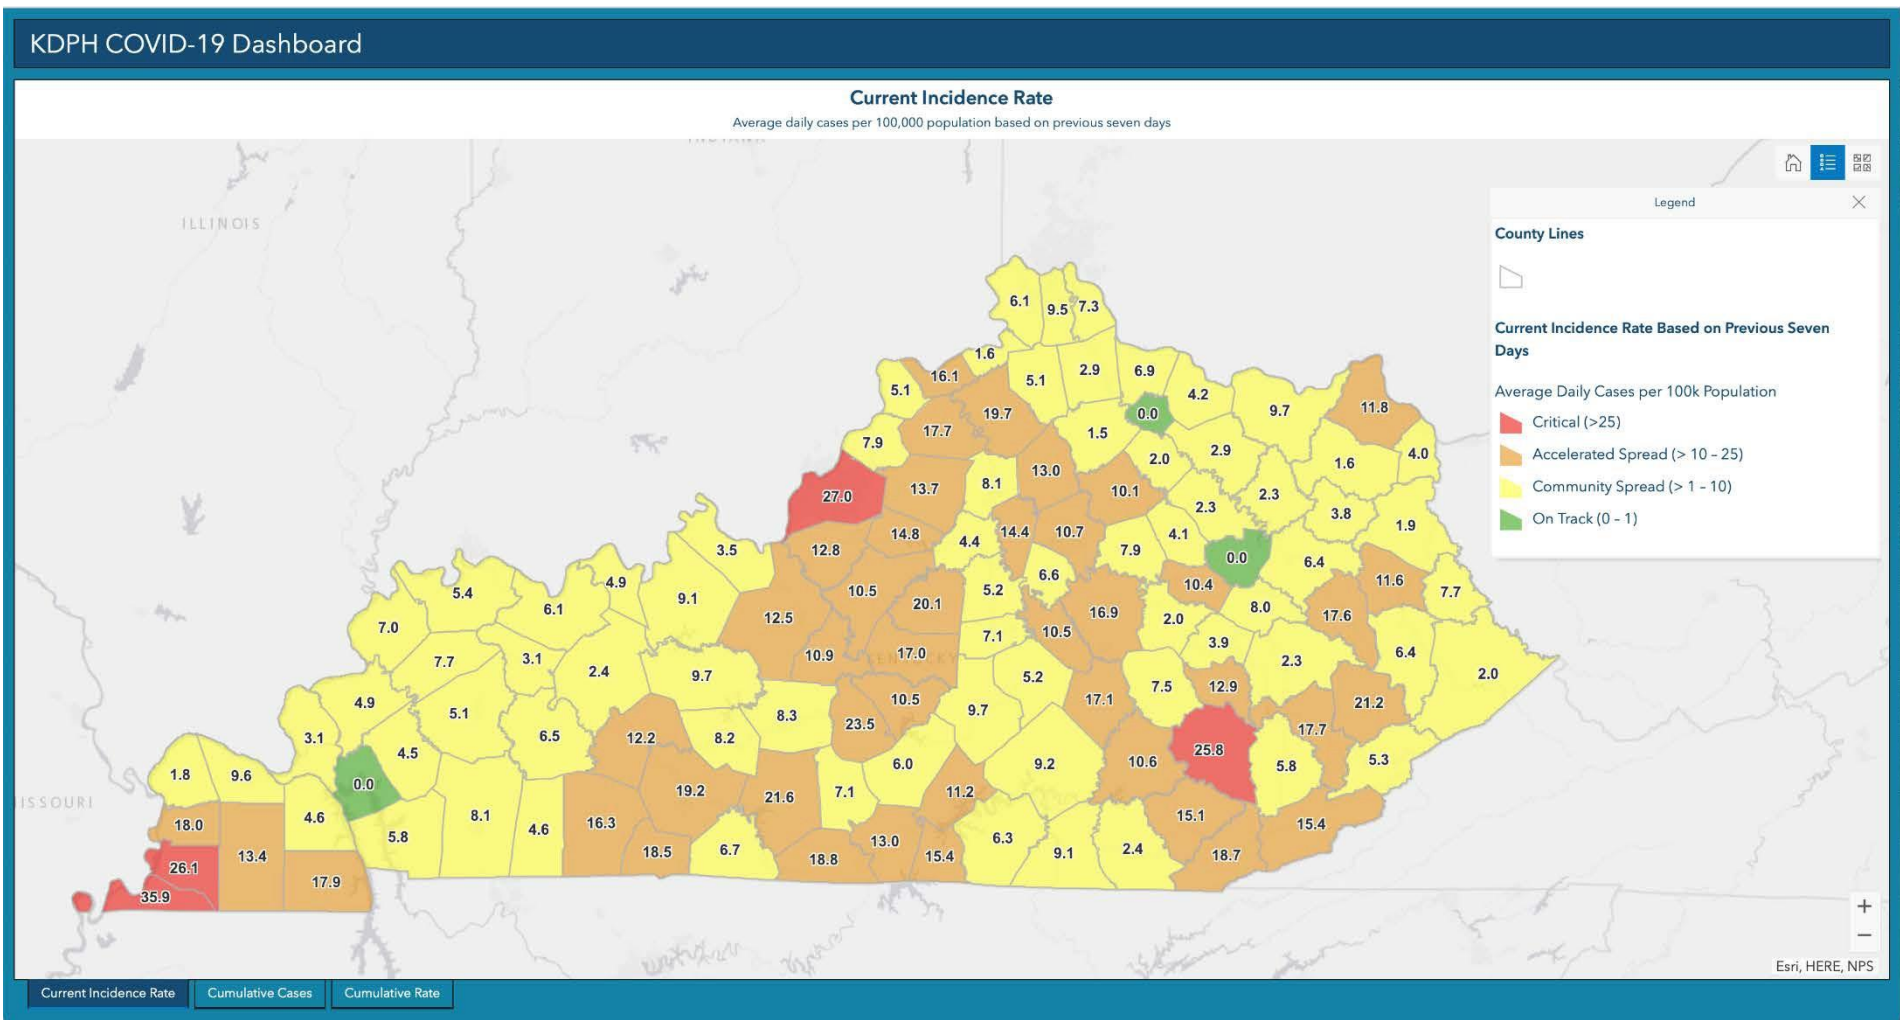 KDPH COVID-19 Dashboard
Current Incidence Rate
Average daily cases per 100,000 population based on previous seven days
INDIANA
ILLINOIS
Legend
County Lines
Current Incidence Rate Based on Previous Seven
Days
Average Daily Cases per 100k Population
Critical (>25)
Accelerated Spread (> 10 – 25)
Community Spread (> 1 – 10)
On Track (0 – 1)
6.1 9.5 7.3
1.6
5.1 16.1 5.1 2.9 6.9
4.2
19.7 0.0 9.7 11.8
7.9 17.7 1.5
2.0 2.9 1.6 4.0
27.0 13.7 8.1 13.0 10.1
2.3 2.3
3.8 1.9
3.5 12.8 14.8 4.4 14.4 10.7 7.9 4.1
0.0 6.4
5.4 6.1 4.9 9.1 10.5 5.2 6.6 10.4 11.6 7.7
7.0 12.5 20.1 10.5 16.9 2.0 8.0 17.6
7.7 3.1 2.4 9.7 10.9 17.0 7.1 3.9 2.3 6.4
KENTUCKY
4.9 5.1 5.2 17.1 7.5 12.9 21.2 2.0
3.1 4.5 6.5 12.2 8.2 8.3 23.5 10.5 9.7 17.7
1.8 9.6 0.0 6.0 9.2 10.6 25.8 5.8 5.3
MISSOURI
18.0 4.6 5.8 8.1 4.6 16.3 19.2 21.6 7.1 11.2 15.1 15.4
26.1 13.4 17.9 18.5 6.7 18.8 13.0 15.4 6.3 9.1 2.4 18.7
35.9
+
−
Esri, HERE, NPS
Current Incidence Rate Cumulative Cases Cumulative Rate